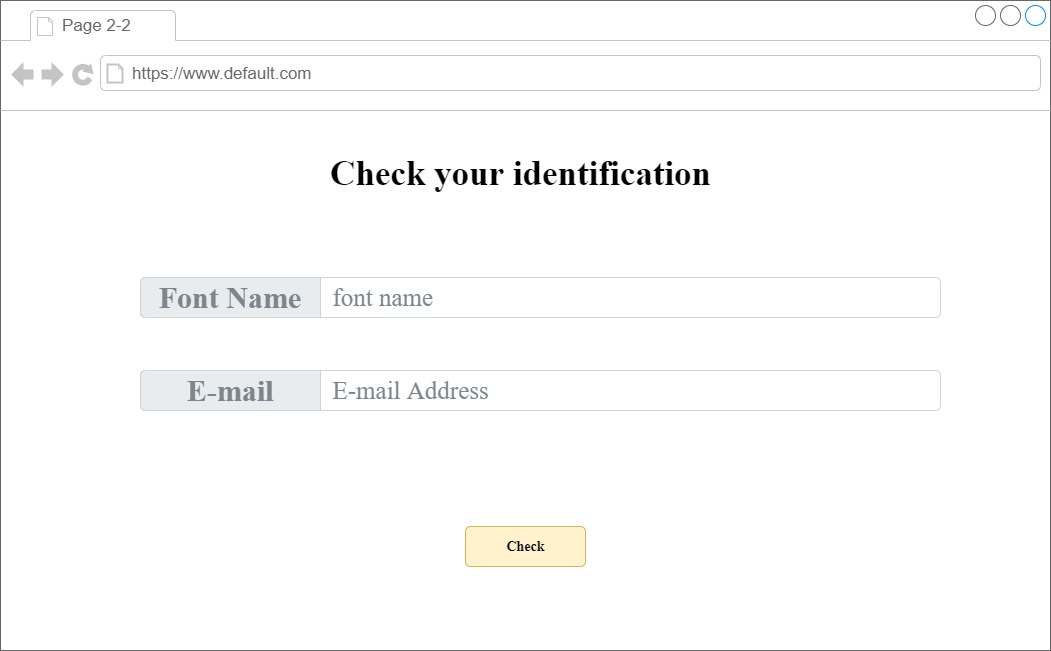 Page 2-2
https://www.default.com
Check your identification
Font Name
font name
E-mail
E-mail Address
Check